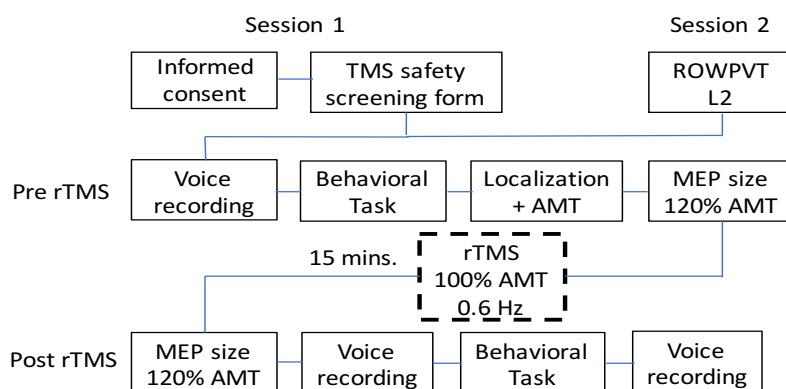 Session 1
Session 2
Informed
consent
TMS safety
screening form
ROWPVT
L2
Pre rTMS
Voice
recording
Behavioral
Task
Localization
+ AMT
MEP size
120% AMT
15 mins.
rTMS
100% AMT
0.6 Hz
Post rTMS
MEP size
120% AMT
Voice
recording
Behavioral
Task
Voice
recording